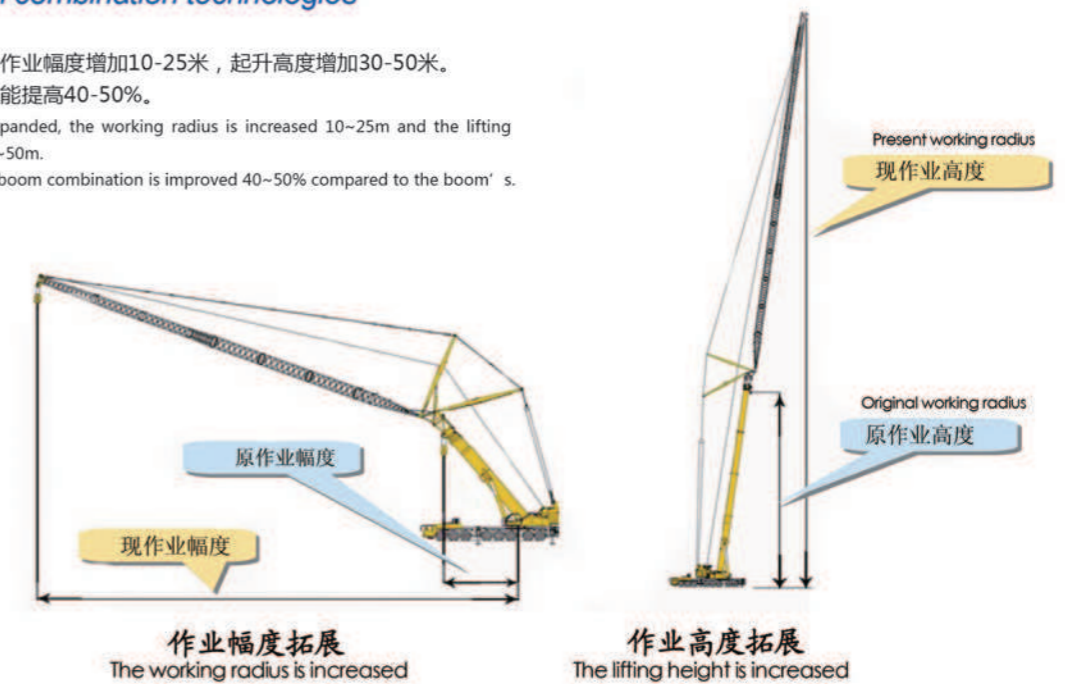 combination technologies
作业幅度增加10-25米，起升高度增加30-50米。
能提高40-50%。
panded, the working radius is increased 10~25m and the lifting
~50m.
boom combination is improved 40~50% compared to the boom’ s.
Present working radius
现作业高度
Original working radius
原作业高度
原作业幅度
现作业幅度
作业幅度拓展
The working radius is increased
作业高度拓展
The lifting height is increased